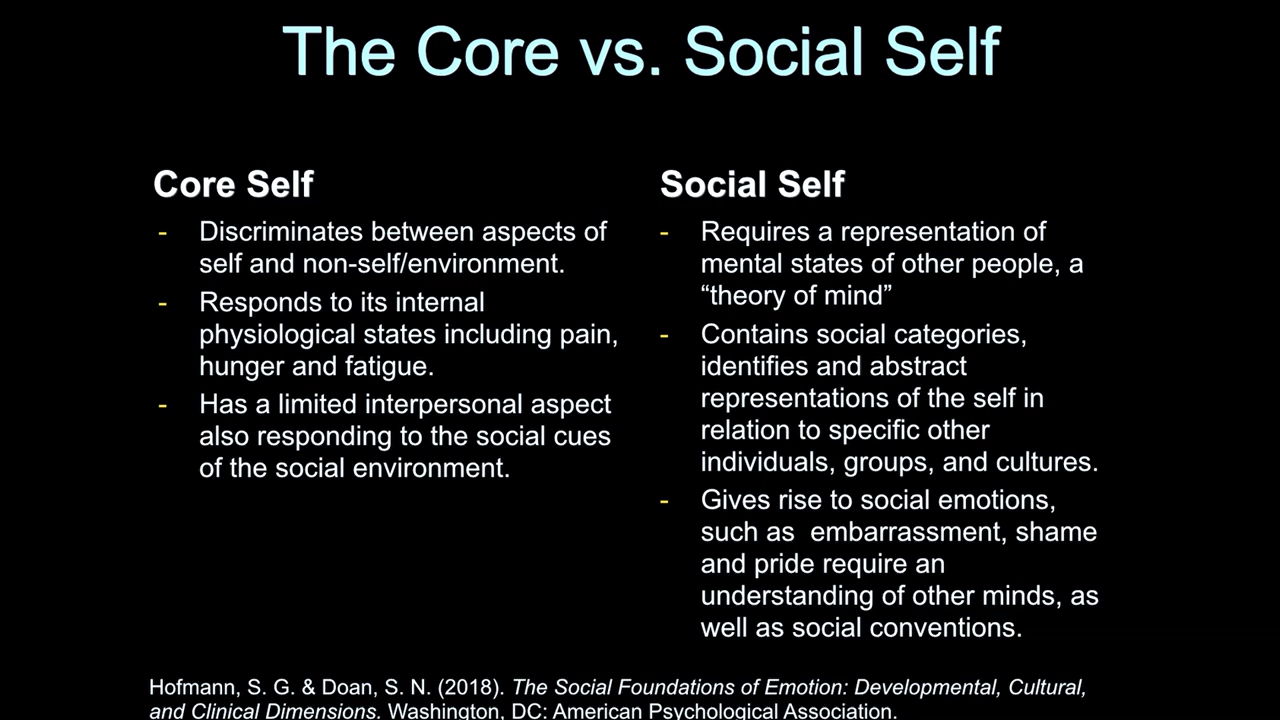 The Core vs. Social Self
Core Self
- Discriminates between aspects of
self and non-self/environment.
- Responds to its internal
physiological states including pain,
hunger and fatigue.
- Has a limited interpersonal aspect
also responding to the social cues
of the social environment.
Social Self
- Requires a representation of
mental states of other people, a
“theory of mind”
- Contains social categories,
identifies and abstract
representations of the self in
relation to specific other
individuals, groups, and cultures.
- Gives rise to social emotions,
such as  embarrassment, shame
and pride require an
understanding of other minds, as
well as social conventions.
Hofmann, S. G. & Doan, S. N. (2018). The Social Foundations of Emotion: Developmental, Cultural,
and Clinical Dimensions. Washington, DC: American Psychological Association.